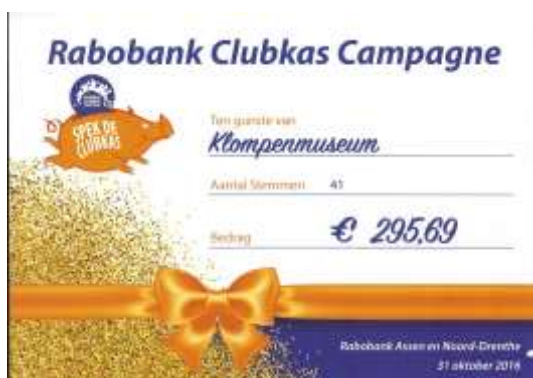 Rabobank Clubkas Campagne
SPEK DE
CLUBKAS
Ten gunste van
Klompenmuseum
Aantal Stemmen 41
Bedrag € 295,69
Rabobank Assen en Noord-Drenthe
31 oktober 2016